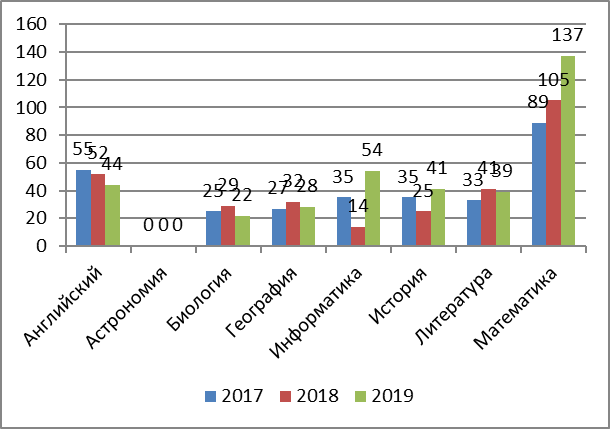 160
140
120
100
80
60
40
20
0
55 52 44
0 0 0
25 29 22
27 32 28
35 14 54
35 25 41
33 41 39
89 105 137
Английский
Астрономия
Биология
География
Информатика
История
Литература
Математика
2017 2018 2019